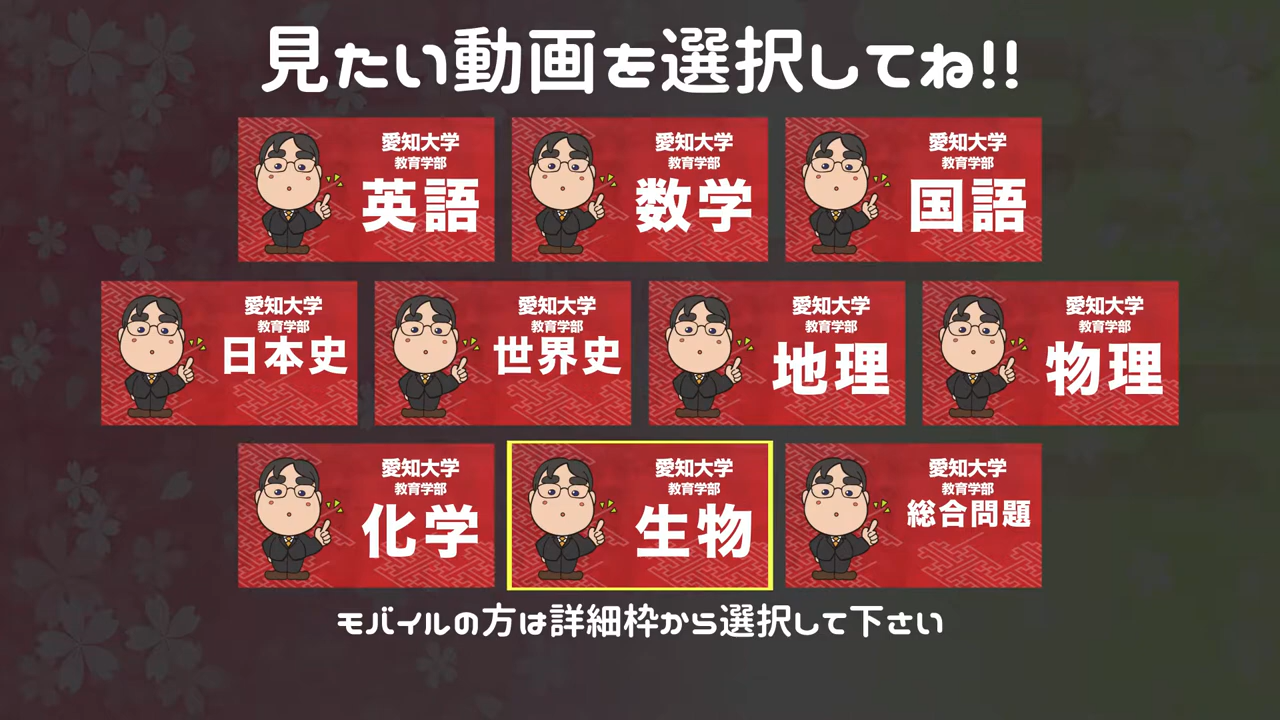 見たい動画を選択してね!!
愛知大学
教育学部
英語
愛知大学
教育学部
数学
愛知大学
教育学部
国語
愛知大学
教育学部
日本史
愛知大学
教育学部
世界史
愛知大学
教育学部
地理
愛知大学
教育学部
物理
愛知大学
教育学部
化学
愛知大学
教育学部
生物
愛知大学
教育学部
総合問題
モバイルの方は詳細枠から選択して下さい